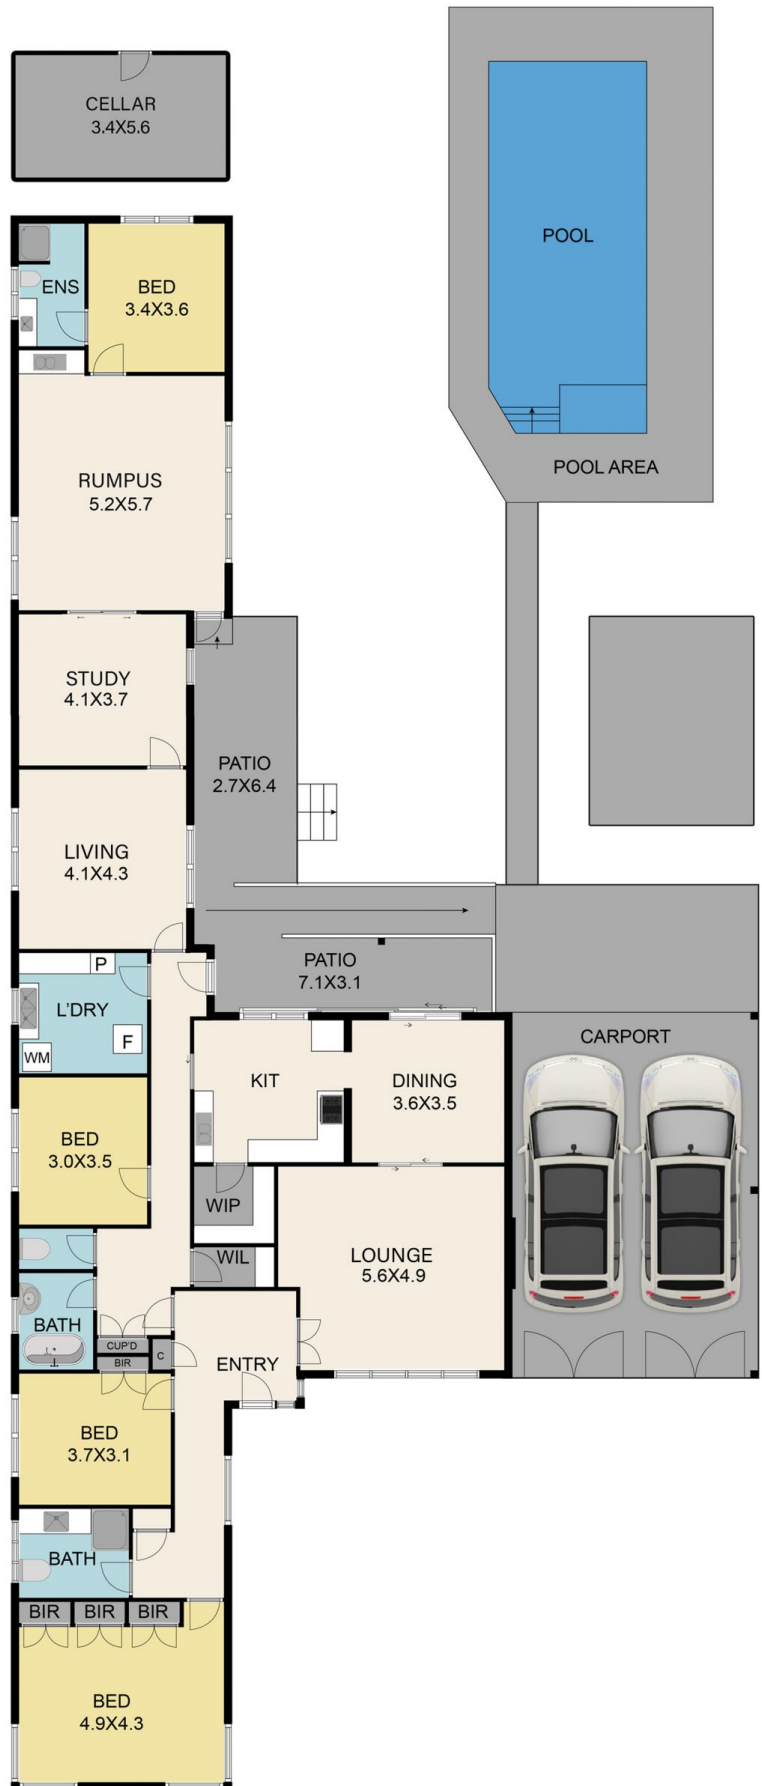 CELLAR
3.4X5.6
POOL
ENS
BED
3.4X3.6
POOL AREA
RUMPUS
5.2X5.7
STUDY
4.1X3.7
PATIO
2.7X6.4
LIVING
4.1X4.3
PATIO
7.1X3.1
P
L'DRY
F
WM
CARPORT
KIT
DINING
3.6X3.5
BED
3.0X3.5
WIP
WIL
LOUNGE
5.6X4.9
BATH
CUP'D
BIR
C
ENTRY
BED
3.7X3.1
BATH
BIR
BIR
BIR
BED
4.9X4.3